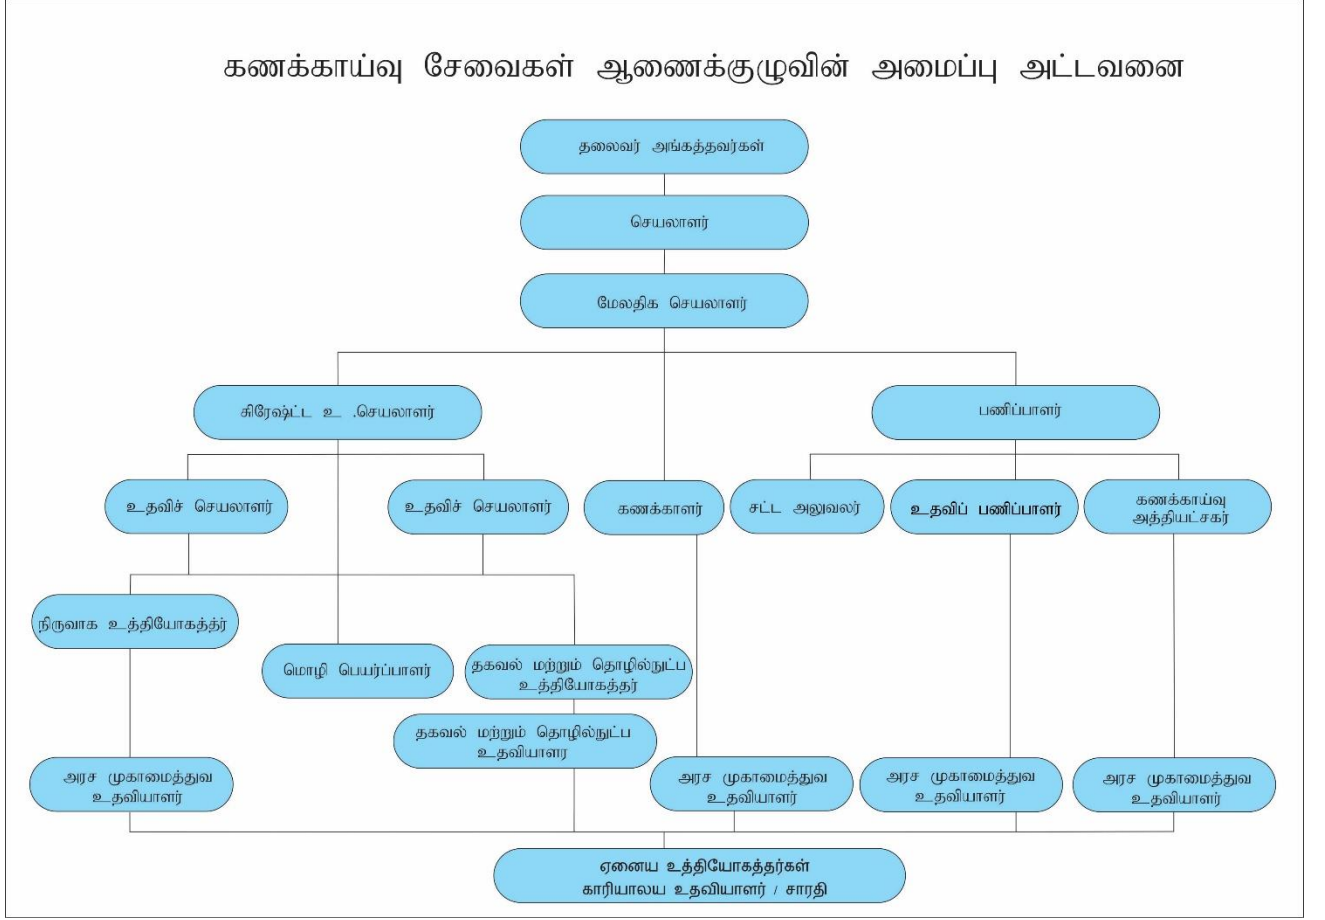 கணக்காய்வு சேவைகள் ஆணைக்குழுவின் அமைப்பு அட்டவனை
தலைவர் அங்கத்தவர்கள்
செயலாளர்
மேலதிக செயலாளர்
சிரேஷ்ட்ட உ .செயலாளர்
பணிப்பாளர்
உதவிச் செயலாளர்
உதவிச் செயலாளர்
கணக்காளர்
சட்ட அலுவலர்
உதவிப் பணிப்பாளர்
கணக்காய்வு
அத்தியட்சகர்
நிருவாக உத்தியோகத்த்ர்
மொழி பெயர்ப்பாளர்
தகவல் மற்றும் தொழில்நுட்ப
உத்தியோகத்தர்
தகவல் மற்றும் தொழில்நுட்ப
உதவியாளர
அரச முகாமைத்துவ
உதவியாளர்
அரச முகாமைத்துவ
உதவியாளர்
அரச முகாமைத்துவ
உதவியாளர்
அரச முகாமைத்துவ
உதவியாளர்
ஏனைய உத்தியோகத்தர்கள்
காரியாலய உதவியாளர் / சாரதி